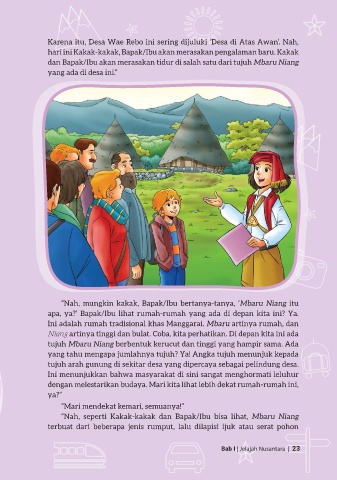 Karena itu, Desa Wae Rebo ini sering dijuluki 'Desa di Atas Awan'. Nah,
hari ini Kakak-kakak, Bapak/Ibu akan merasakan pengalaman baru. Kakak
dan Bapak/Ibu akan merasakan tidur di salah satu dari tujuh Mbaru Niang
yang ada di desa ini."
"Nah, mungkin kakak, Bapak/Ibu bertanya-tanya, 'Mbaru Niang itu
apa, ya?' Bapak/Ibu lihat rumah-rumah yang ada di depan kita ini? Ya.
Ini adalah rumah tradisional khas Manggarai. Mbaru artinya rumah, dan
Niang artinya tinggi dan bulat. Coba, kita perhatikan. Di depan kita ini ada
tujuh Mbaru Niang berbentuk kerucut dan tinggi yang hampir sama. Ada
yang tahu mengapa jumlahnya tujuh? Ya! Angka tujuh menunjuk kepada
tujuh arah gunung di sekitar desa yang dipercaya sebagai pelindung desa.
Ini menunjukkan bahwa masyarakat di sini sangat menghormati leluhur
dengan melestarikan budaya. Mari kita lihat lebih dekat rumah-rumah ini,
ya?"
"Mari mendekat kemari, semuanya!"
"Nah, seperti Kakak-kakak dan Bapak/Ibu bisa lihat, Mbaru Niang
terbuat dari beberapa jenis rumput, lalu dilapisi ijuk atau serat pohon
Bab I | Jelajah Nusantara | 23